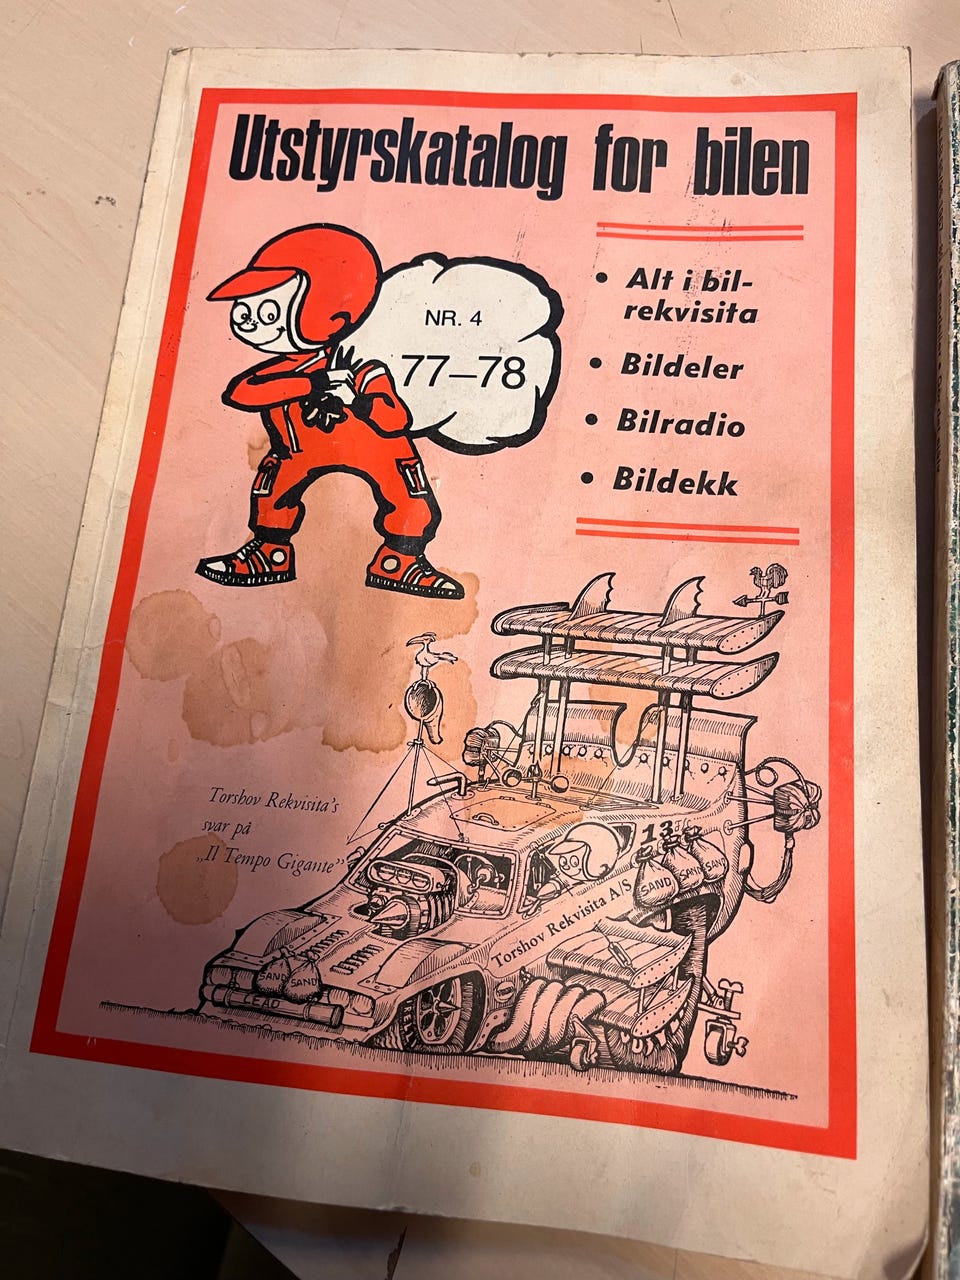 Utstyrskatalog for bilen
NR. 4
77–78
• Alt i bil-
rekvisita
• Bildeler
• Bilradio
• Bildekk
Torshov Rekvisita's
svar på
„Il Tempo Gigante”
13
SAND
SAND
SAND
Torshov Rekvisita A/S
SAND
SAND
LEAD